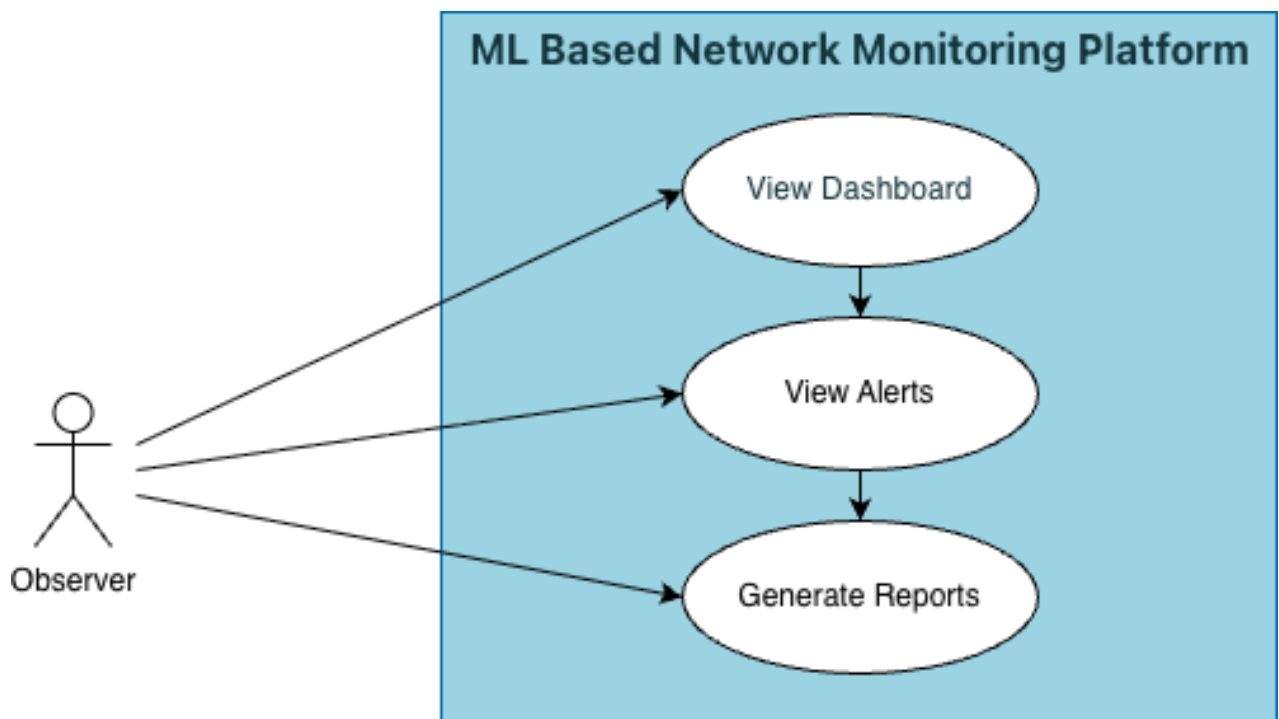 ML Based Network Monitoring Platform
View Dashboard
View Alerts
Observer
Generate Reports